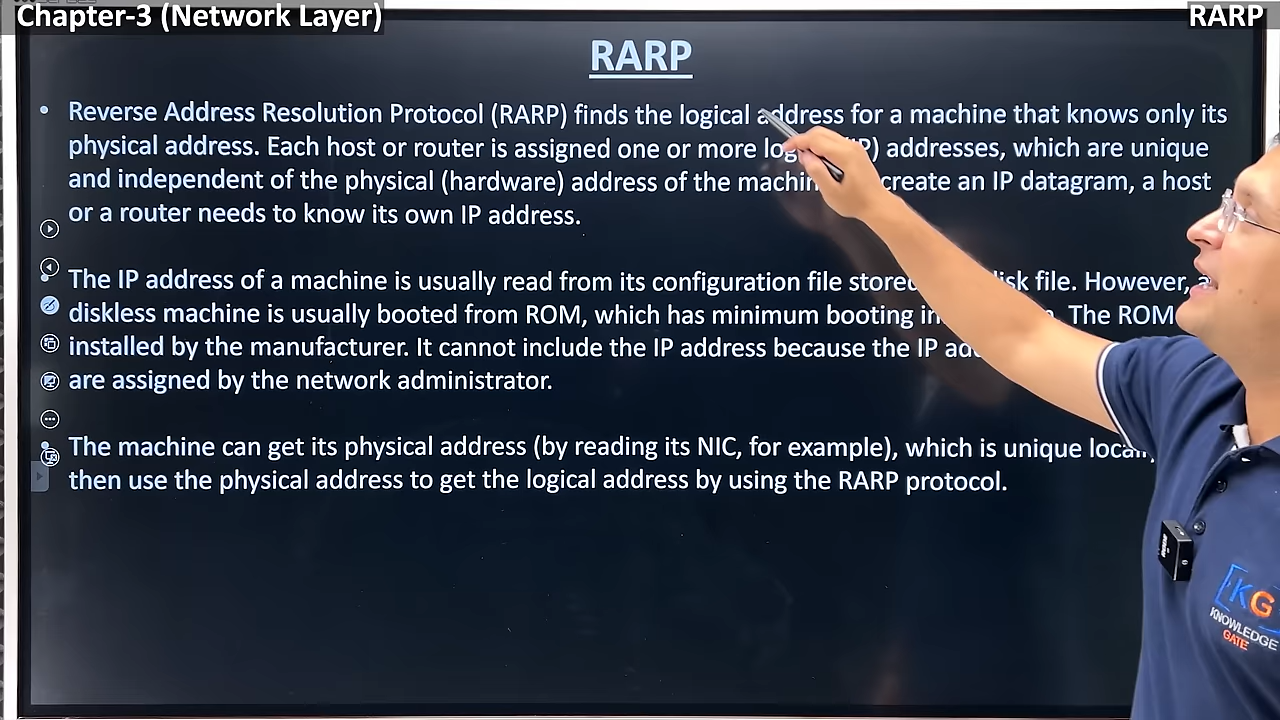 Chapter-3 (Network Layer)
RARP
RARP
• Reverse Address Resolution Protocol (RARP) finds the logical address for a machine that knows only its
physical address. Each host or router is assigned one or more addresses, which are unique
and independent of the physical (hardware) address of the create an IP datagram, a host
or a router needs to know its own IP address.
The IP address of a machine is usually read from its configuration file file. However,
diskless machine is usually booted from ROM, which has minimum booting The ROM
installed by the manufacturer. It cannot include the IP address because the IP
are assigned by the network administrator.
The machine can get its physical address (by reading its NIC, for example), which is unique
then use the physical address to get the logical address by using the RARP protocol.
KG
KNOWLEDGE
GATE